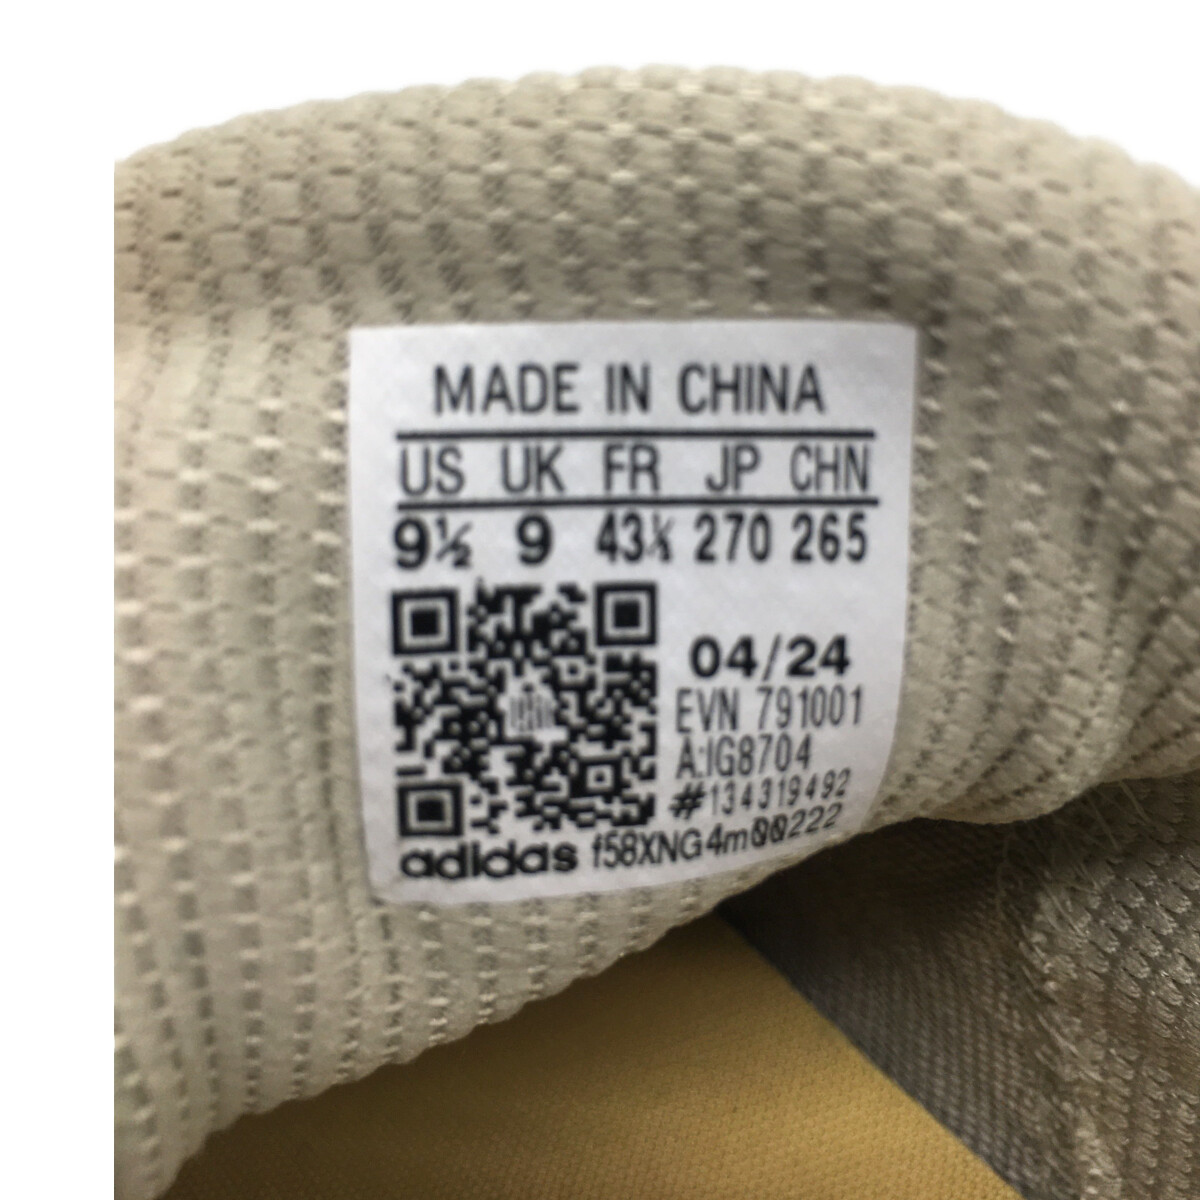 MADE IN CHINA
US UK FR JP CHN
9½ 9 43⅓ 270 265
04/24
EVN 791001
A:IG8704
#134319492
adidas f58XNG4m00222